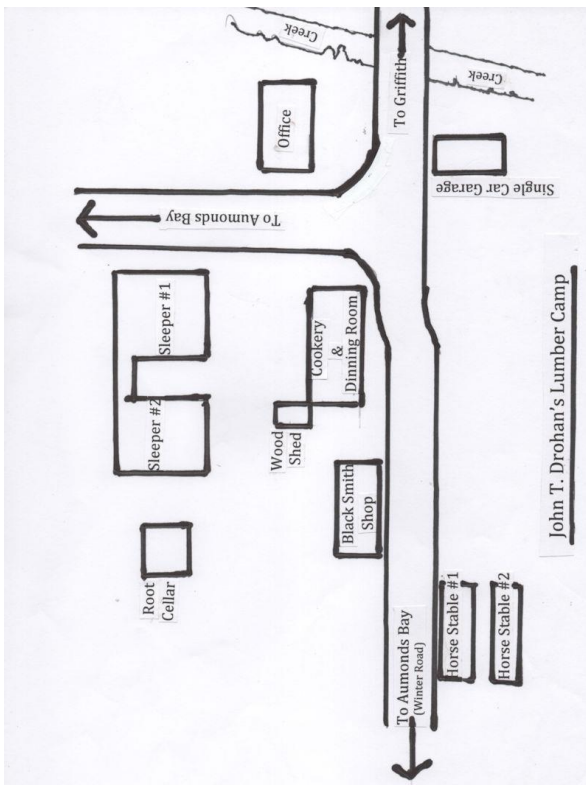 Creek
Creek
To Griffith
Office
Single Car Garage
To Aumonds Bay
Sleeper #1
Sleeper #2
Cookery
&
Dinning Room
Wood
Shed
Black Smith
Shop
Root
Cellar
To Aumonds Bay
(Winter Road)
Horse Stable #1
Horse Stable #2
John T. Drohan's Lumber Camp